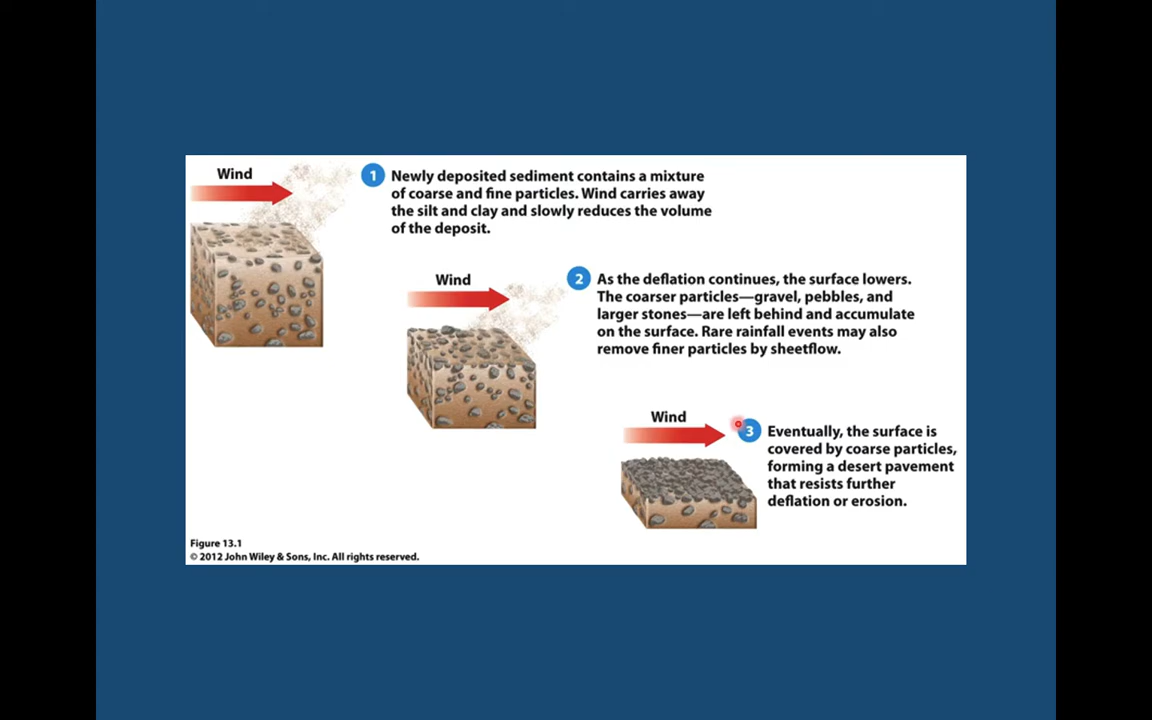 Wind
1 Newly deposited sediment contains a mixture
of coarse and fine particles. Wind carries away
the silt and clay and slowly reduces the volume
of the deposit.
Wind
2 As the deflation continues, the surface lowers.
The coarser particles—gravel, pebbles, and
larger stones—are left behind and accumulate
on the surface. Rare rainfall events may also
remove finer particles by sheetflow.
Wind
3 Eventually, the surface is
covered by coarse particles,
forming a desert pavement
that resists further
deflation or erosion.
Figure 13.1
© 2012 John Wiley & Sons, Inc. All rights reserved.